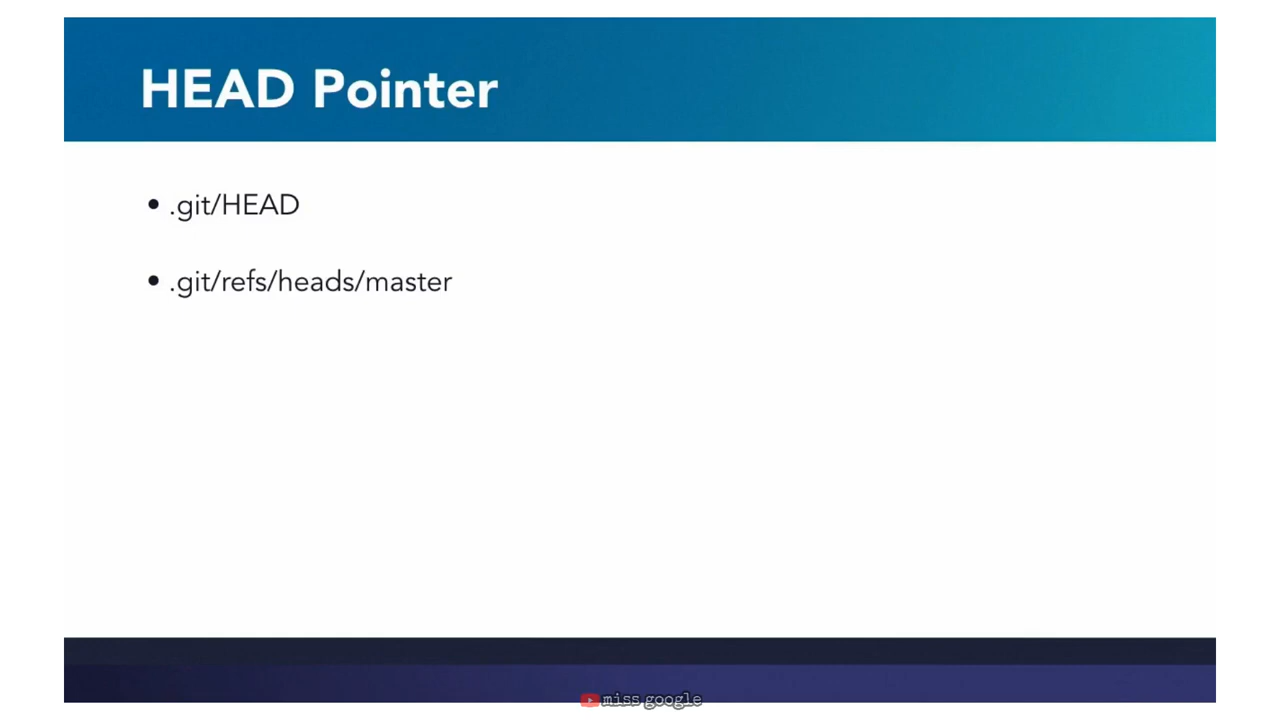 HEAD Pointer
• .git/HEAD
• .git/refs/heads/master
miss google